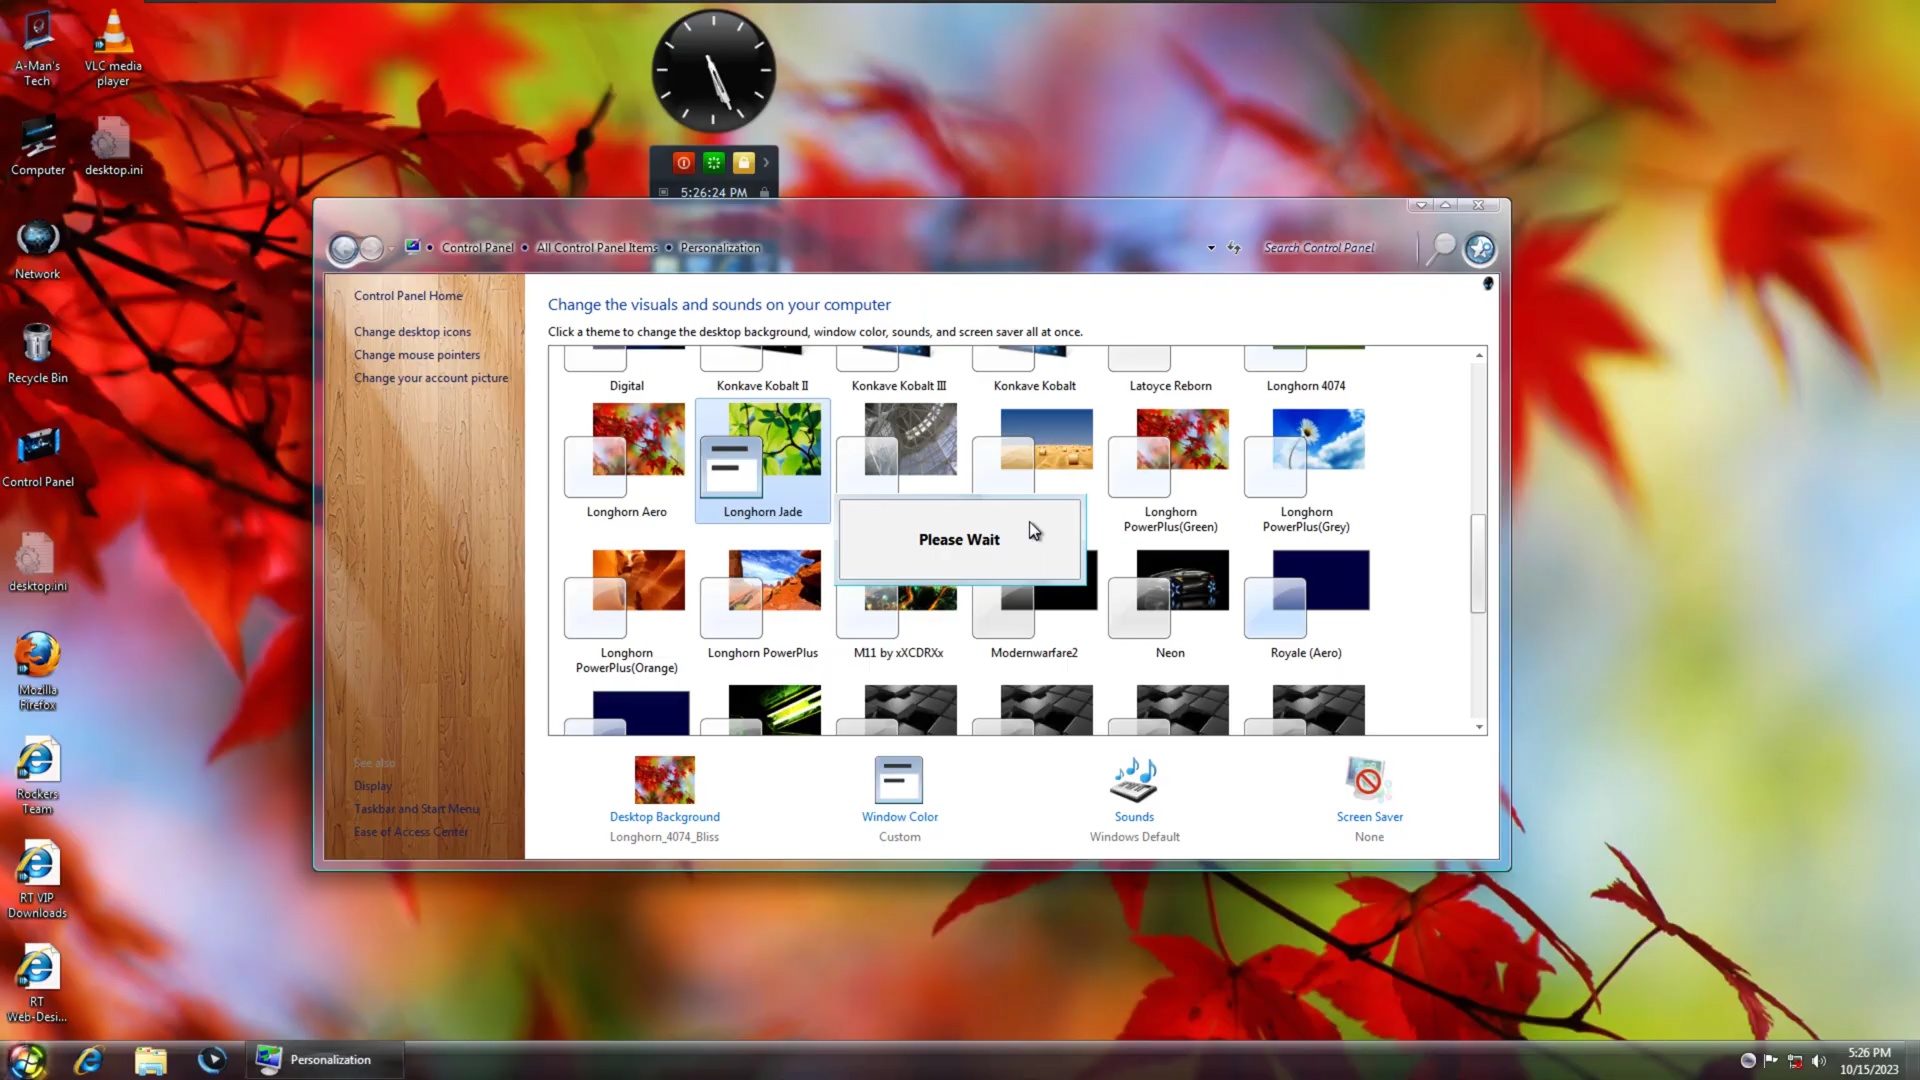 A-Man's
Tech
VLC media
player
Computer
desktop.ini
Network
Recycle Bin
Control Panel
desktop.ini
Mozilla
Firefox
Rockers
Team
RT VIP
Downloads
RT
Web-Desi...
5:26:24 PM
Control Panel
All Control Panel Items
Personalization
Search Control Panel
Control Panel Home
Change desktop icons
Change mouse pointers
Change your account picture
See also
Display
Taskbar and Start Menu
Ease of Access Center
Change the visuals and sounds on your computer
Click a theme to change the desktop background, window color, sounds, and screen saver all at once.
Digital
Konkave Kobalt II
Konkave Kobalt III
Konkave Kobalt
Latoyce Reborn
Longhorn 4074
Longhorn Aero
Longhorn Jade
Longhorn
PowerPlus(Green)
Longhorn
PowerPlus(Grey)
Please Wait
Longhorn
PowerPlus(Orange)
Longhorn PowerPlus
M11 by xXCDRXx
Modernwarfare2
Neon
Royale (Aero)
Desktop Background
Longhorn_4074_Bliss
Window Color
Custom
Sounds
Windows Default
Screen Saver
None
Personalization
5:26 PM
10/15/2023